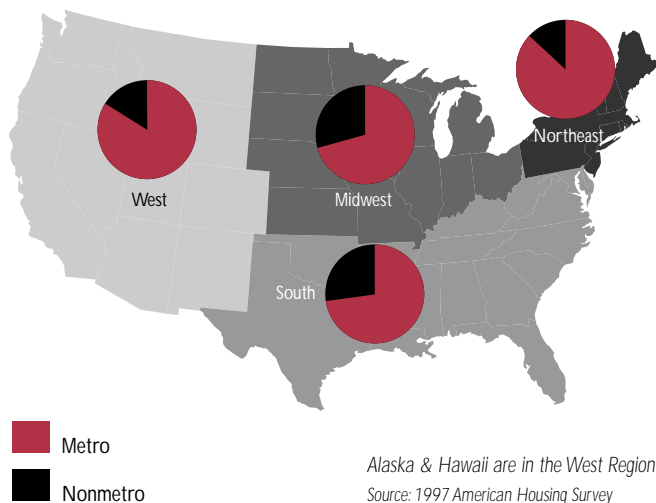 Northeast
West
Midwest
South
Metro
Nonmetro
Alaska & Hawaii are in the West Region
Source: 1997 American Housing Survey